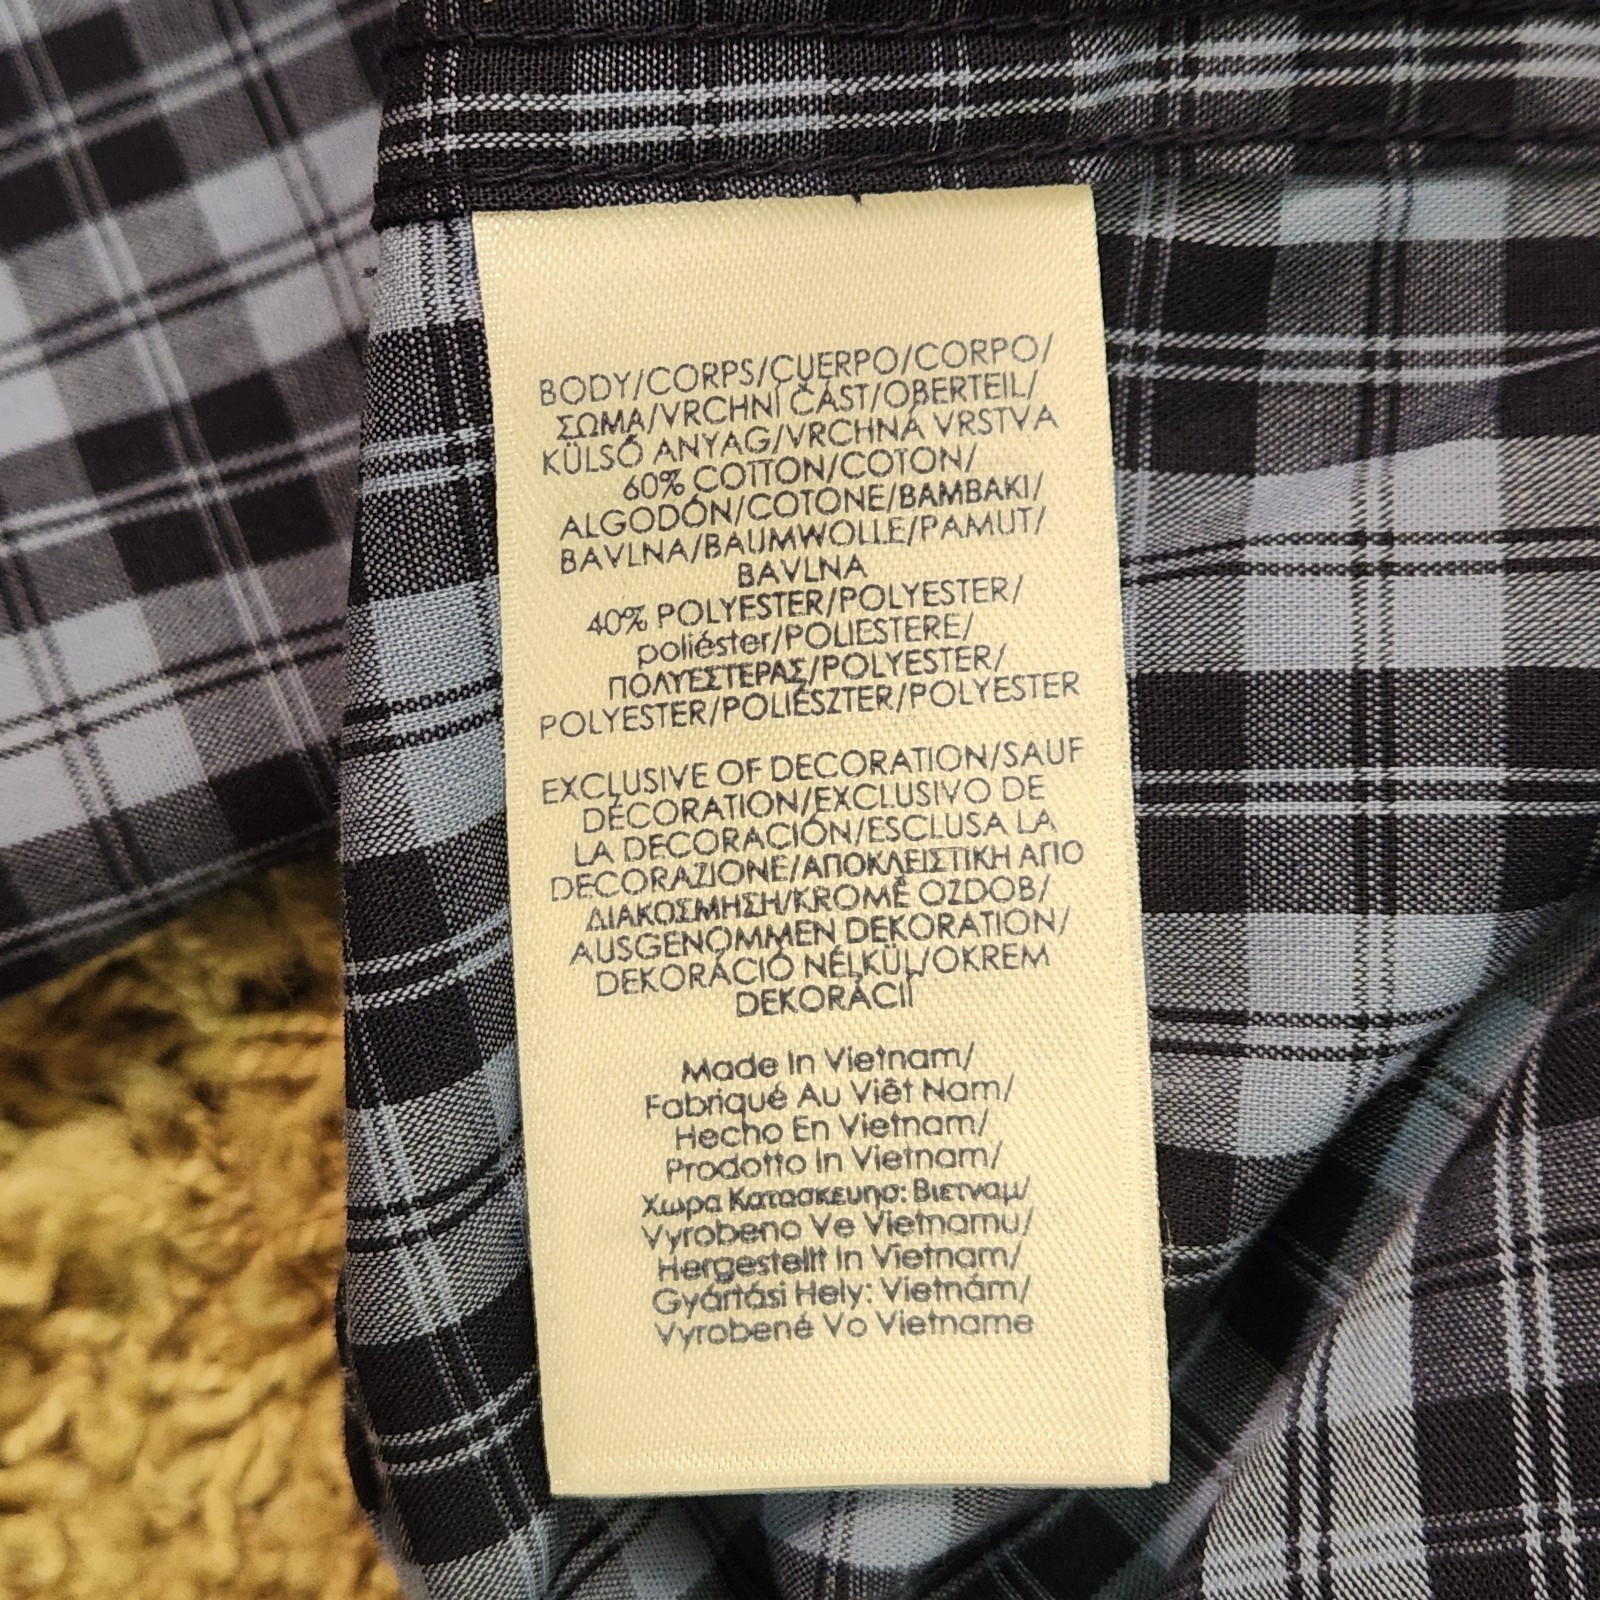 BODY/CORPS/CUERPO/CORPO/
ΣΩΜΑ/VRCHNÍ ČÁST/OBERTEIL/
KÜLSŐ ANYAG/VRCHNÁ VRSTVA
60% COTTON/COTON/
ALGODÓN/COTONE/BAMBAKI/
BAVLNA/BAUMWOLLE/PAMUT/
BAVLNA
40% POLYESTER/POLYESTER/
poliéster/POLIESTERE/
ΠΟΛΥΕΣΤΕΡΑΣ/POLYESTER/
POLYESTER/POLIÉSZTER/POLYESTER
EXCLUSIVE OF DECORATION/SAUF
DÉCORATION/EXCLUSIVO DE
LA DECORACIÓN/ESCLUSA LA
DECORAZIONE/ΑΠΟΚΛΕΙΣΤΙΚΗ ΑΠΟ
ΔΙΑΚΟΣΜΗΣΗ/KROMĚ OZDOB/
AUSGENOMMEN DEKORATION/
DEKORÁCIÓ NÉLKÜL/OKREM
DEKORÁCIÍ
Made In Vietnam/
Fabriqué Au Viêt Nam/
Hecho En Vietnam/
Prodotto In Vietnam/
Χωρα Κατασκευησ: Βιετναμ/
Vyrobeno Ve Vietnamu/
Hergestellt In Vietnam/
Gyártási Hely: Vietnám/
Vyrobené Vo Vietname